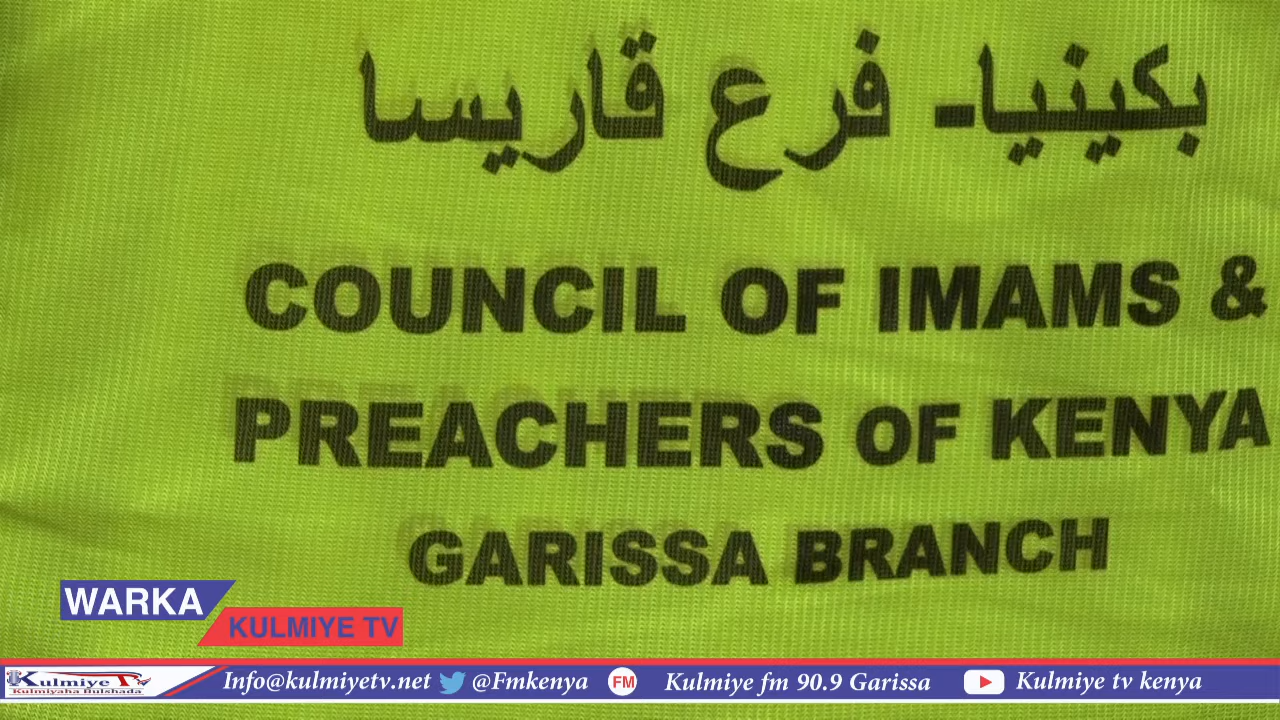 بكينيا- فرع قاريسا
COUNCIL OF IMAMS &
PREACHERS OF KENYA
GARISSA BRANCH
WARKA
KULMIYE TV
Kulmiye Tv
Kulmiyaha Bulshada
Info@kulmiyetv.net @Fmkenya FM Kulmiye fm 90.9 Garissa Kulmiye tv kenya